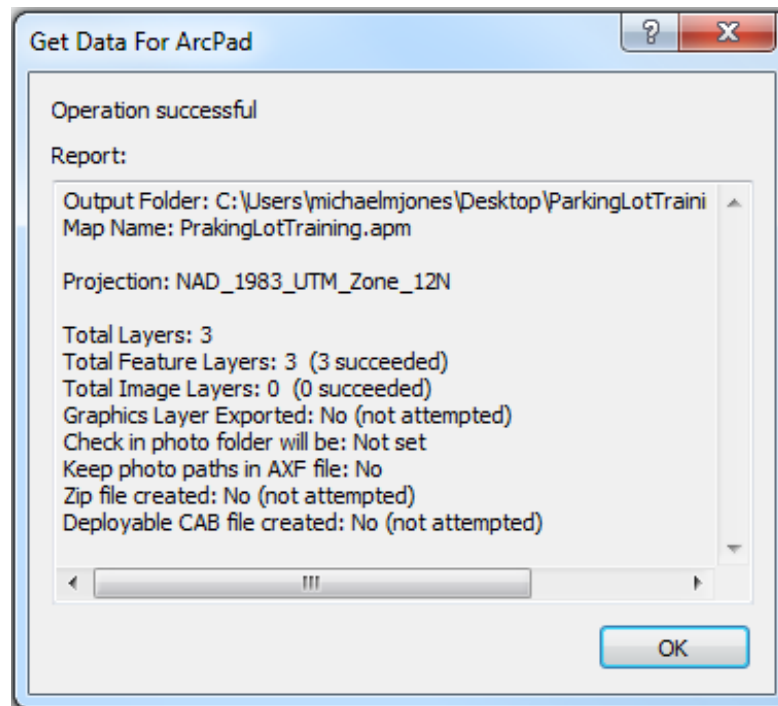 Get Data For ArcPad
Operation successful
Report:
Output Folder: C:\Users\michaelmjones\Desktop\ParkingLotTraini
Map Name: PrakingLotTraining.apm
Projection: NAD_1983_UTM_Zone_12N
Total Layers: 3
Total Feature Layers: 3 (3 succeeded)
Total Image Layers: 0 (0 succeeded)
Graphics Layer Exported: No (not attempted)
Check in photo folder will be: Not set
Keep photo paths in AXF file: No
Zip file created: No (not attempted)
Deployable CAB file created: No (not attempted)
OK